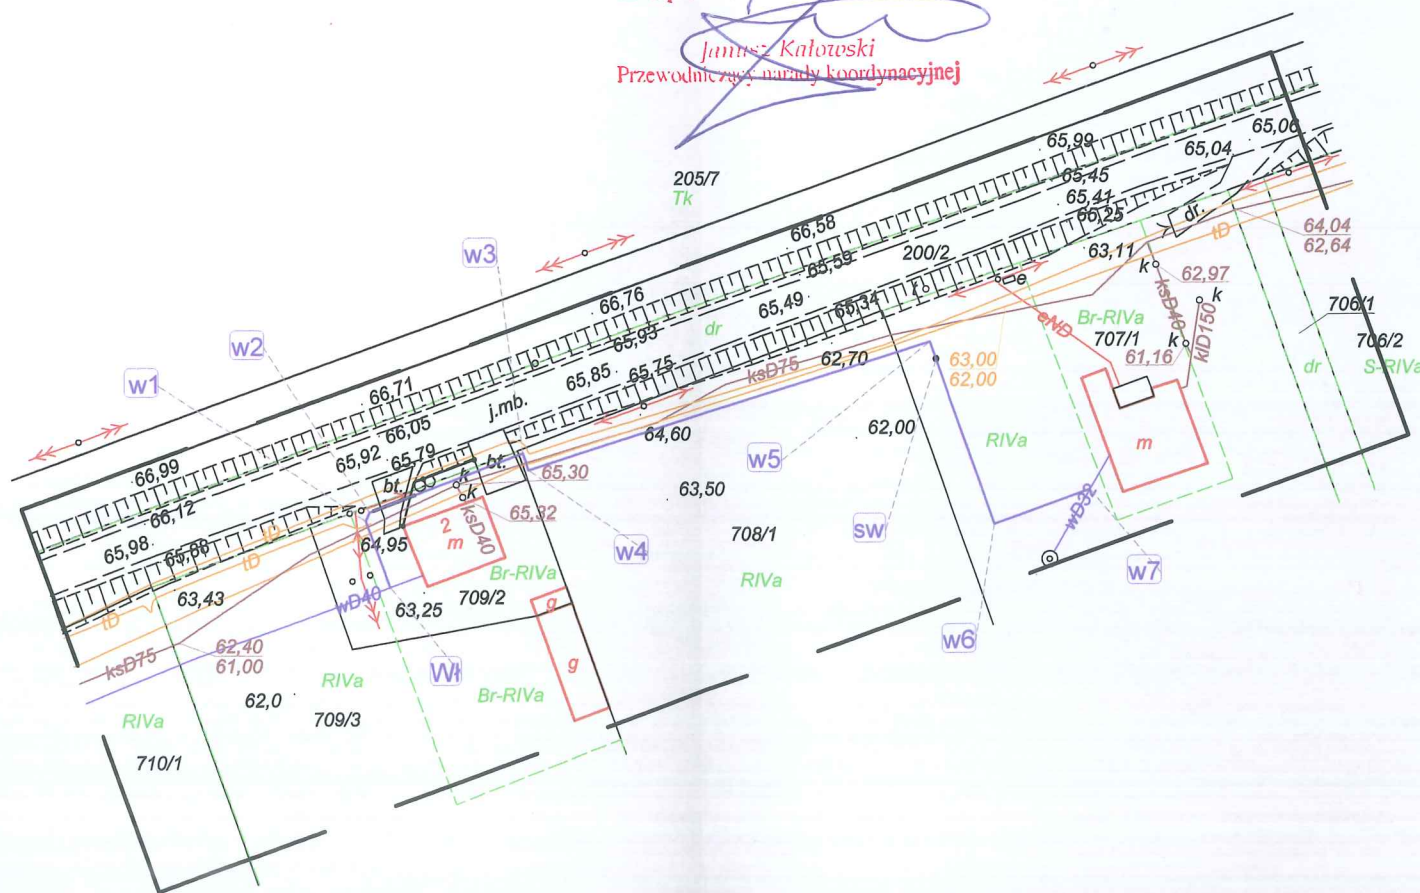 Janusz Kałowski
Przewodniczący narady koordynacyjnej
205/7
Tk
65,99
65,04
65,06
65,45
65,41
65,25
dr.
63,11
tD
64,04
62,64
w3
66,58
65,59
200/2
k
62,97
66,76
65,49
65,34
e
ksD40
k
klD150
Br-RIVa
706/1
w2
65,93
dr
eND
707/1
k
706/2
61,16
w1
66,71
65,85
65,75
ksD75
62,70
63,00
62,00
dr
S-RIVa
j.mb.
66,05
64,60
62,00
RIVa
m
66,99
65,92
65,79
bt.
w5
66,12
bt.
k
k
65,30
63,50
wD32
65,98
65,88
tD
64,95
2
m
ksD40
65,32
708/1
sw
w4
w7
tD
Br-RIVa
RIVa
63,43
wD40
63,25
709/2
g
tD
w6
62,40
61,00
ksD75
Wł
g
RIVa
Br-RIVa
62,0
709/3
RIVa
710/1